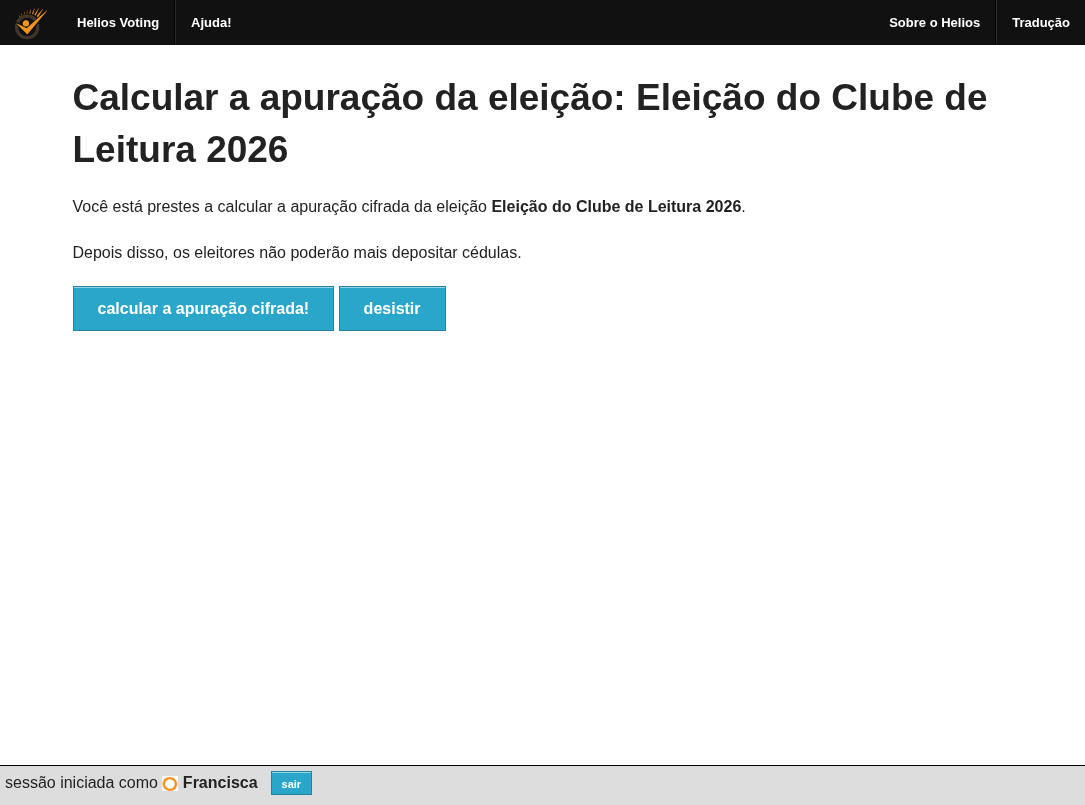 Helios Voting
Ajuda!
Sobre o Helios
Tradução
Calcular a apuração da eleição: Eleição do Clube de
Leitura 2026
Você está prestes a calcular a apuração cifrada da eleição Eleição do Clube de Leitura 2026.
Depois disso, os eleitores não poderão mais depositar cédulas.
calcular a apuração cifrada!
desistir
sessão iniciada como Francisca
sair